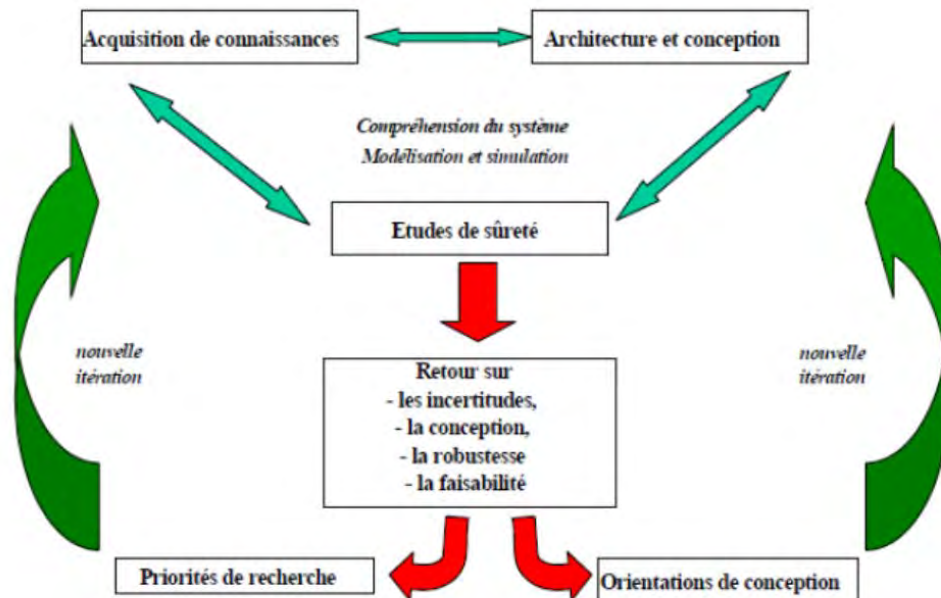 Acquisition de connaissances
Architecture et conception
Compréhension du système
Modélisation et simulation
Etudes de sûreté
nouvelle
itération
Retour sur
- les incertitudes,
- la conception,
- la robustesse
- la faisabilité
nouvelle
itération
Priorités de recherche
Orientations de conception